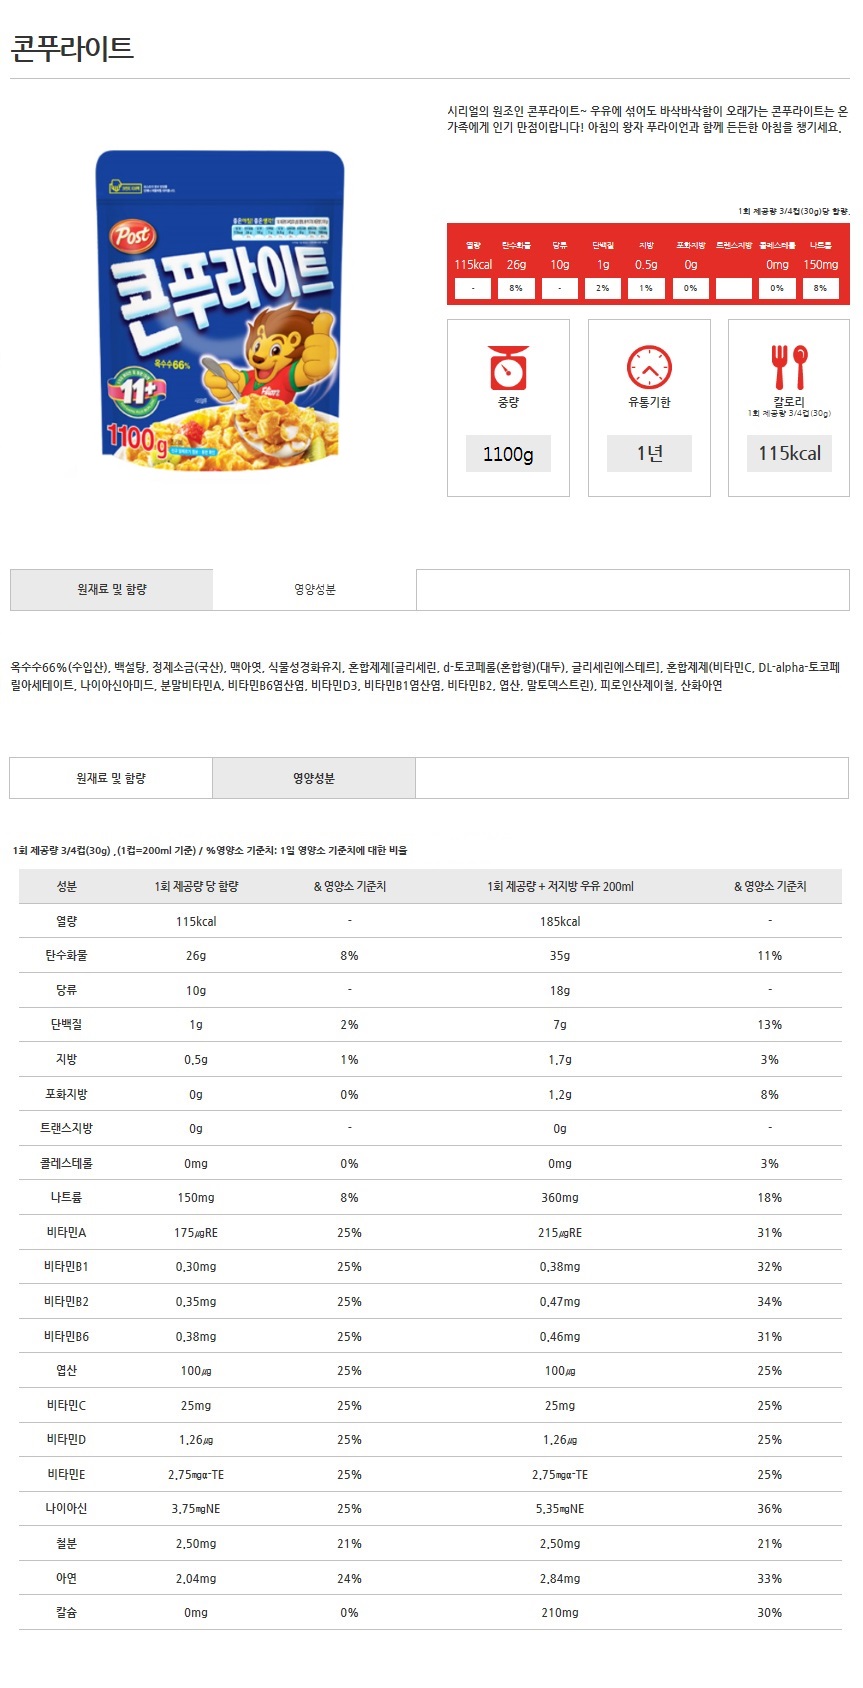 콘푸라이트
시리얼의 원조인 콘푸라이트~ 우유에 섞어도 바삭바삭함이 오래가는 콘푸라이트는 온
가족에게 인기 만점이랍니다! 아침의 왕자 푸라이언과 함께 든든한 아침을 챙기세요.
Post
콘푸라이트
옥수수66%
11+
1100g
1회 제공량 3/4컵(30g)당 함량.
열량 탄수화물 당류 단백질 지방 포화지방 트랜스지방 콜레스테롤 나트륨
115kcal 26g 10g 1g 0.5g 0g 0mg 150mg
- 8% - 2% 1% 0% 0% 8%
중량
1100g
유통기한
1년
칼로리
1회 제공량 3/4컵(30g)
115kcal
원재료 및 함량 영양성분
옥수수66%(수입산), 백설탕, 정제소금(국산), 맥아엿, 식물성경화유지, 혼합제제[글리세린, d-토코페롤(혼합형)(대두), 글리세린에스테르], 혼합제제(비타민C, DL-alpha-토코페
릴아세테이트, 나이아신아미드, 분말비타민A, 비타민B6염산염, 비타민D3, 비타민B1염산염, 비타민B2, 엽산, 말토덱스트린), 피로인산제이철, 산화아연
원재료 및 함량 영양성분
1회 제공량 3/4컵(30g) ,(1컵=200ml 기준) / %영양소 기준치: 1일 영양소 기준치에 대한 비율
성분 1회 제공량 당 함량 & 영양소 기준치 1회 제공량 + 저지방 우유 200ml & 영양소 기준치
열량 115kcal - 185kcal -
탄수화물 26g 8% 35g 11%
당류 10g - 18g -
단백질 1g 2% 7g 13%
지방 0.5g 1% 1.7g 3%
포화지방 0g 0% 1.2g 8%
트랜스지방 0g - 0g -
콜레스테롤 0mg 0% 0mg 3%
나트륨 150mg 8% 360mg 18%
비타민A 175㎍RE 25% 215㎍RE 31%
비타민B1 0.30mg 25% 0.38mg 32%
비타민B2 0.35mg 25% 0.47mg 34%
비타민B6 0.38mg 25% 0.46mg 31%
엽산 100㎍ 25% 100㎍ 25%
비타민C 25mg 25% 25mg 25%
비타민D 1.26㎍ 25% 1.26㎍ 25%
비타민E 2.75㎎α-TE 25% 2.75㎎α-TE 25%
나이아신 3.75㎎NE 25% 5.35㎎NE 36%
철분 2.50mg 21% 2.50mg 21%
아연 2.04mg 24% 2.84mg 33%
칼슘 0mg 0% 210mg 30%